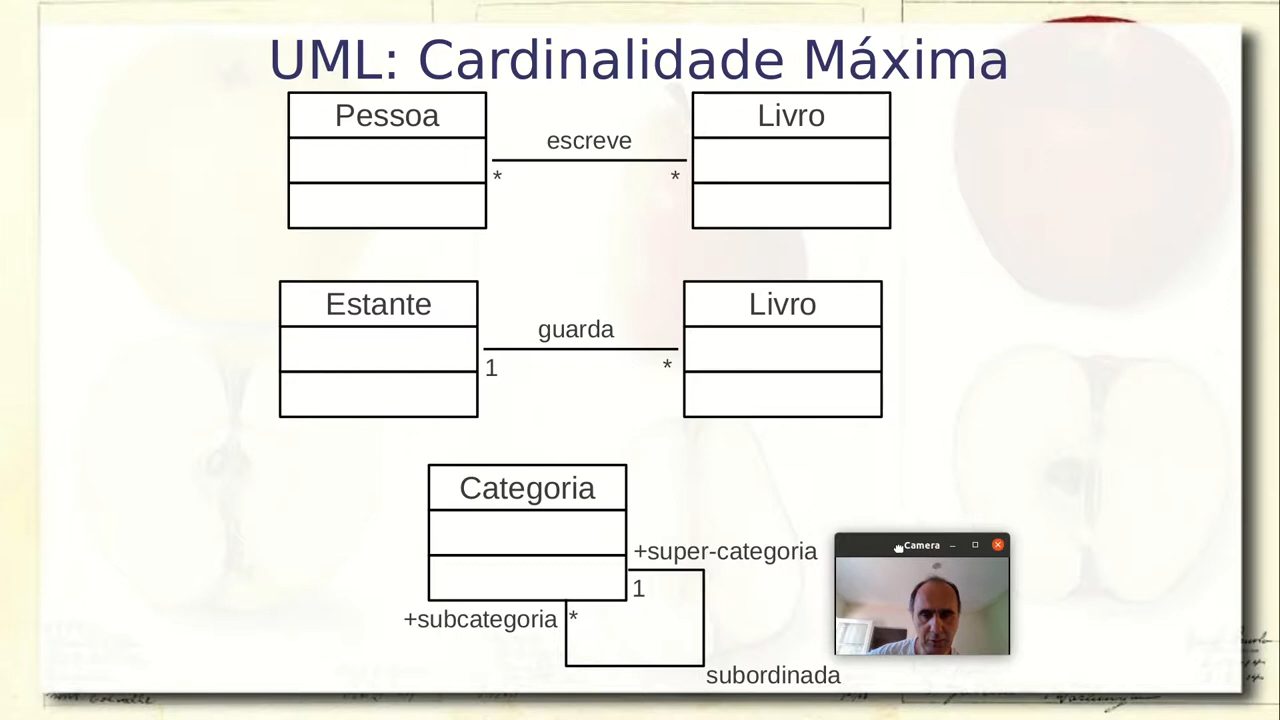 UML: Cardinalidade Máxima
Pessoa
escreve
* *
Livro
Estante
guarda
1 *
Livro
Categoria
+super-categoria
1
+subcategoria *
subordinada
Camera